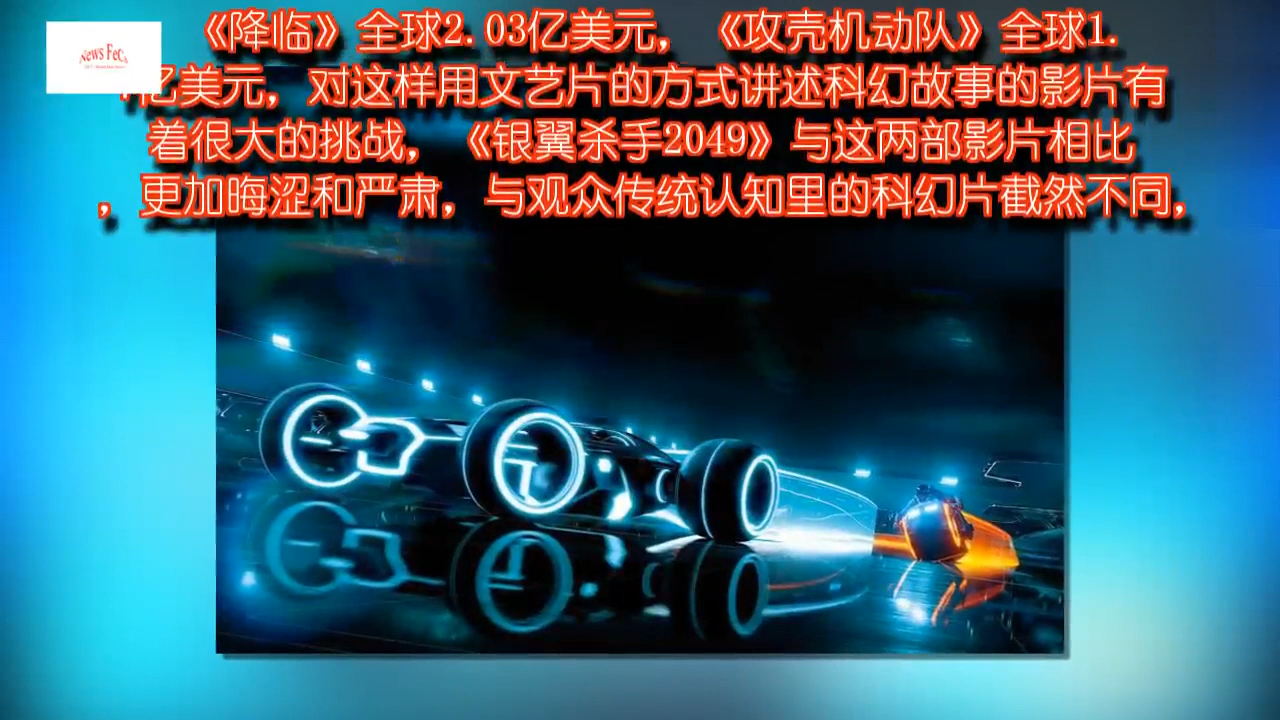 《降临》全球2.03亿美元，《攻壳机动队》全球1.
News Fec
亿美元，对这样用文艺片的方式讲述科幻故事的影片有
着很大的挑战，《银翼杀手2049》与这两部影片相比
，更加晦涩和严肃，与观众传统认知里的科幻片截然不同，